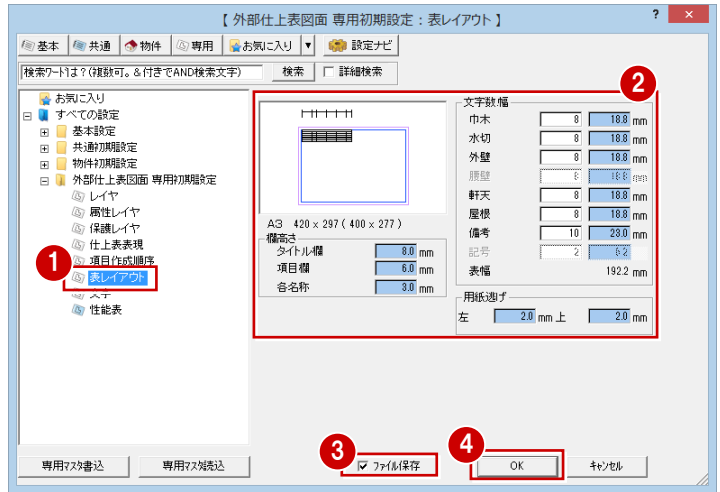 【 外部仕上表図面 専用初期設定：表レイアウト 】 ? ×
基本 共通 物件 専用 お気に入り ▼ 設定ナビ
検索ワードは？(複数可。＆付きでAND検索文字) 検索 詳細検索
お気に入り
すべての設定
基本設定
共通初期設定
物件初期設定
外部仕上表図面 専用初期設定
レイヤ
属性レイヤ
保護レイヤ
仕上表表現
項目作成順序
1
表レイアウト
文字
性能表
2
A3 420 × 297 ( 400 × 277 )
欄高さ
タイトル欄 8.0 mm
項目欄 6.0 mm
各名称 3.0 mm
文字数/幅
巾木 8 18.8 mm
水切 8 18.8 mm
外壁 8 18.8 mm
腰壁 8 18.8 mm
軒天 8 18.8 mm
屋根 8 18.8 mm
備考 10 23.0 mm
記号 2 6.2
表幅 192.2 mm
用紙逃げ
左 2.0 mm 上 2.0 mm
3 4
専用マスタ書込 専用マスタ読込 ファイル保存 OK キャンセル